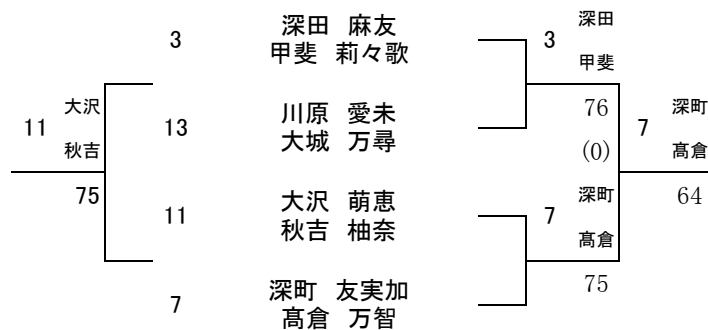 3
深田 麻友
甲斐 莉々歌
3
深田
甲斐
76
(0)
11
大沢
秋吉
75
13
川原 愛未
大城 万尋
7
深町
髙倉
64
11
大沢 萌恵
秋吉 柚奈
7
深町
髙倉
75
7
深町 友実加
髙倉 万智